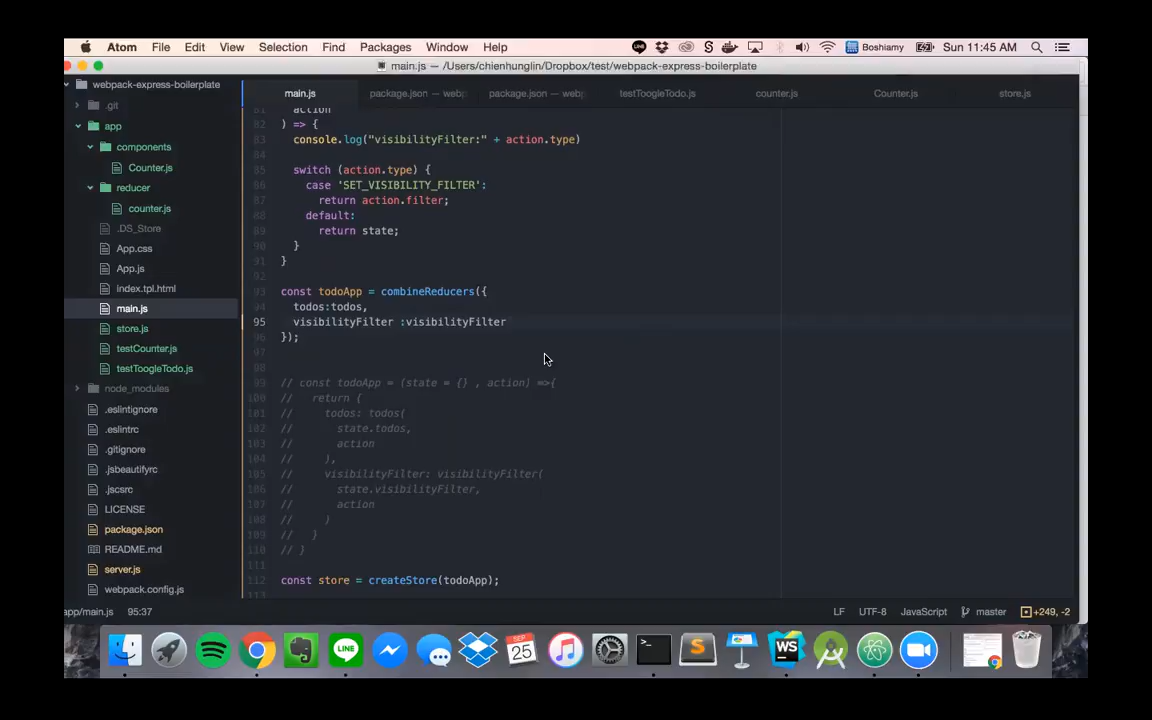 Atom File Edit View Selection Find Packages Window Help Boshiamy Sun 11:45 AM
main.js — /Users/chienhunglin/Dropbox/test/webpack-express-boilerplate
webpack-express-boilerplate
.git
app
components
Counter.js
reducer
counter.js
.DS_Store
App.css
App.js
index.tpl.html
main.js
store.js
testCounter.js
testToogleTodo.js
node_modules
.eslintignore
.eslintrc
.gitignore
.jsbeautifyrc
.jscsrc
LICENSE
package.json
README.md
server.js
webpack.config.js
main.js package.json — webp package.json — webp testToogleTodo.js counter.js Counter.js store.js
81 action
82 ) => {
83 console.log("visibilityFilter:" + action.type)
84
85 switch (action.type) {
86 case 'SET_VISIBILITY_FILTER':
87 return action.filter;
88 default:
89 return state;
90 }
91 }
92
93 const todoApp = combineReducers({
94 todos:todos,
95 visibilityFilter :visibilityFilter
96 });
97
98
99 // const todoApp = (state = {} , action) =>{
100 // return {
101 // todos: todos(
102 // state.todos,
103 // action
104 // ),
105 // visibilityFilter: visibilityFilter(
106 // state.visibilityFilter,
107 // action
108 // )
109 // }
110 // }
111
112 const store = createStore(todoApp);
113
app/main.js 95:37 LF UTF-8 JavaScript master +249, -2
SEP
25
WS